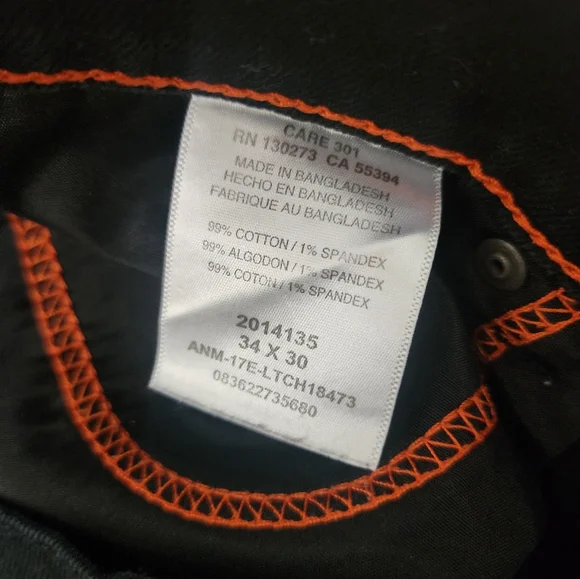 CARE 301
RN 130273 CA 55394
MADE IN BANGLADESH
HECHO EN BANGLADESH
FABRIQUE AU BANGLADESH
99% COTTON / 1% SPANDEX
99% ALGODON / 1% SPANDEX
99% COTON / 1% SPANDEX
2014135
34 X 30
ANM-17E-LTCH18473
083622735680